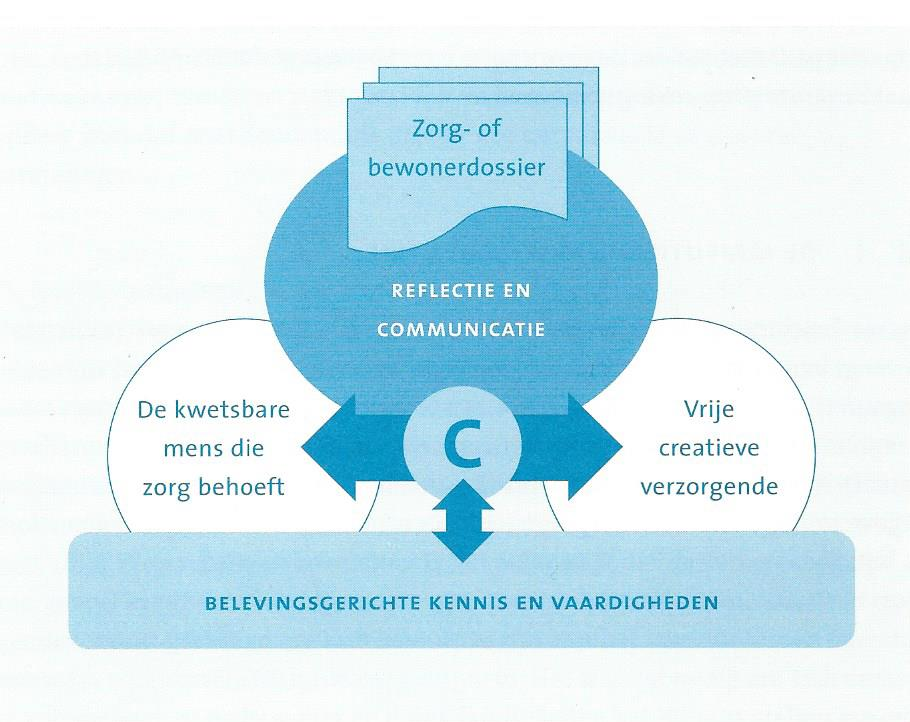 Zorg- of
bewonerdossier
REFLECTIE EN
COMMUNICATIE
De kwetsbare
mens die
zorg behoeft
C
Vrije
creatieve
verzorgende
BELEVINGSGERICHTE KENNIS EN VAARDIGHEDEN